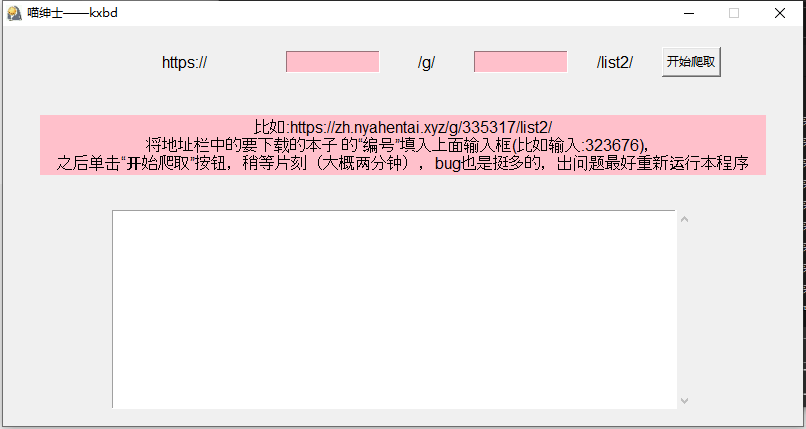 喵绅士——kxbd
https:// /g/ /list2/ 开始爬取
比如:https://zh.nyahentai.xyz/g/335317/list2/
将地址栏中的要下载的本子 的“编号”填入上面输入框(比如输入:323676)，
之后单击“开始爬取”按钮，稍等片刻（大概两分钟），bug也是挺多的，出问题最好重新运行本程序